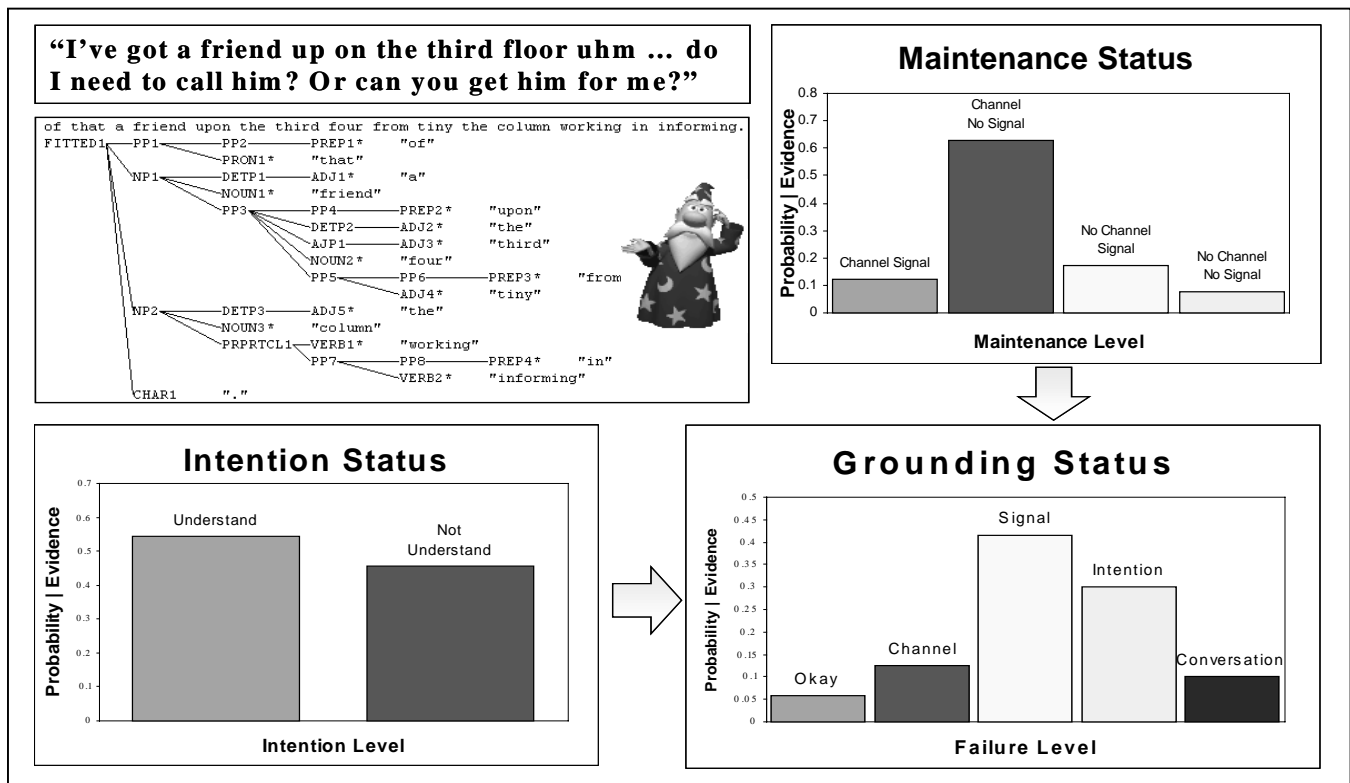 “I’ve got a friend up on the third floor uhm ... do
I need to call him? Or can you get him for me?”
of that a friend upon the third four from tiny the column working in informing.
FITTED1 PP1 PP2 PREP1* "of"
PRON1* "that"
NP1 DETP1 ADJ1* "a"
NOUN1* "friend"
PP3 PP4 PREP2* "upon"
DETP2 ADJ2* "the"
AJP1 ADJ3* "third"
NOUN2* "four"
PP5 PP6 PREP3* "from
ADJ4* "tiny"
NP2 DETP3 ADJ5* "the"
NOUN3* "column"
PRPRTCL1 VERB1* "working"
PP7 PP8 PREP4* "in"
VERB2* "informing"
CHAR1 "."
Maintenance Status
Probability | Evidence
0.8
0.7
0.6
0.5
0.4
0.3
0.2
0.1
0
Channel Signal
Channel
No Signal
No Channel
Signal
No Channel
No Signal
Maintenance Level
Intention Status
Probability | Evidence
0.7
0.6
0.5
0.4
0.3
0.2
0.1
0
Understand
Not
Understand
Intention Level
Grounding Status
Probability | Evidence
0.5
0.45
0.4
0.35
0.3
0.25
0.2
0.15
0.1
0.05
0
Okay
Channel
Signal
Intention
Conversation
Failure Level